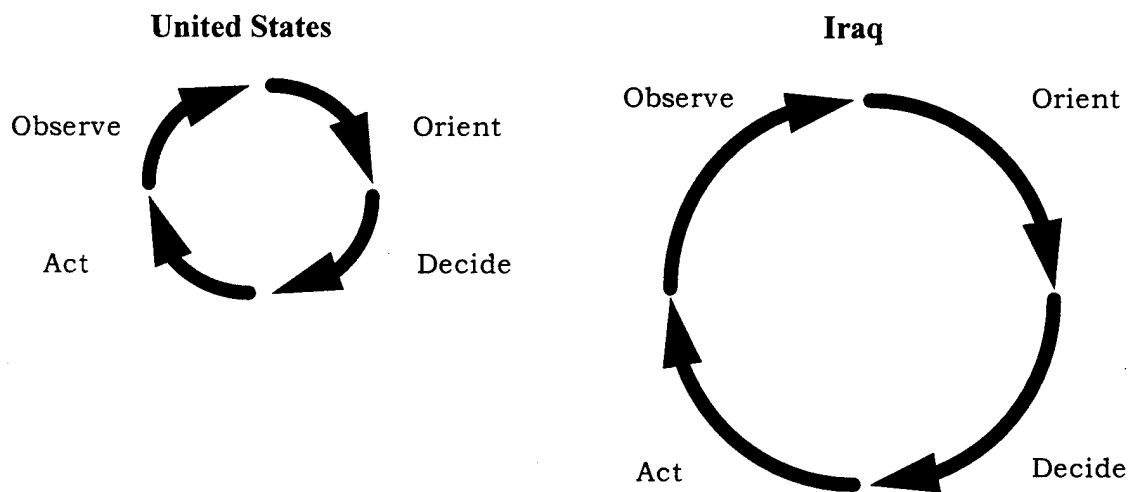 United States
Observe
Orient
Act
Decide
Iraq
Observe
Orient
Act
Decide